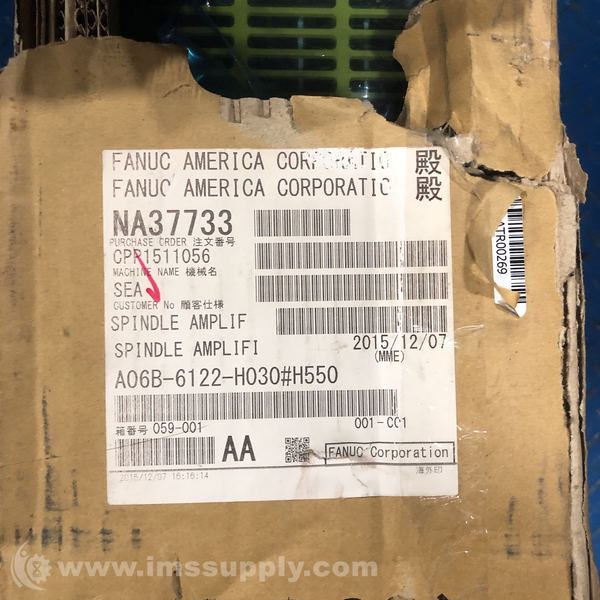 FANUC AMERICA CORPORATIO 殿
FANUC AMERICA CORPORATIC 殿
NA37733
PURCHASE ORDER 注文番号
CPR1511056
MACHINE NAME 機械名
SEA
CUSTOMER No 顧客仕様
SPINDLE AMPLIF
SPINDLE AMPLIFI 2015/12/07
(MME)
A06B-6122-H030#H550
箱番号 059-001 001-001
AA FANUC Corporation
2015/12/07 16:16:14 海外印
ATR00269
www.imssupply.com